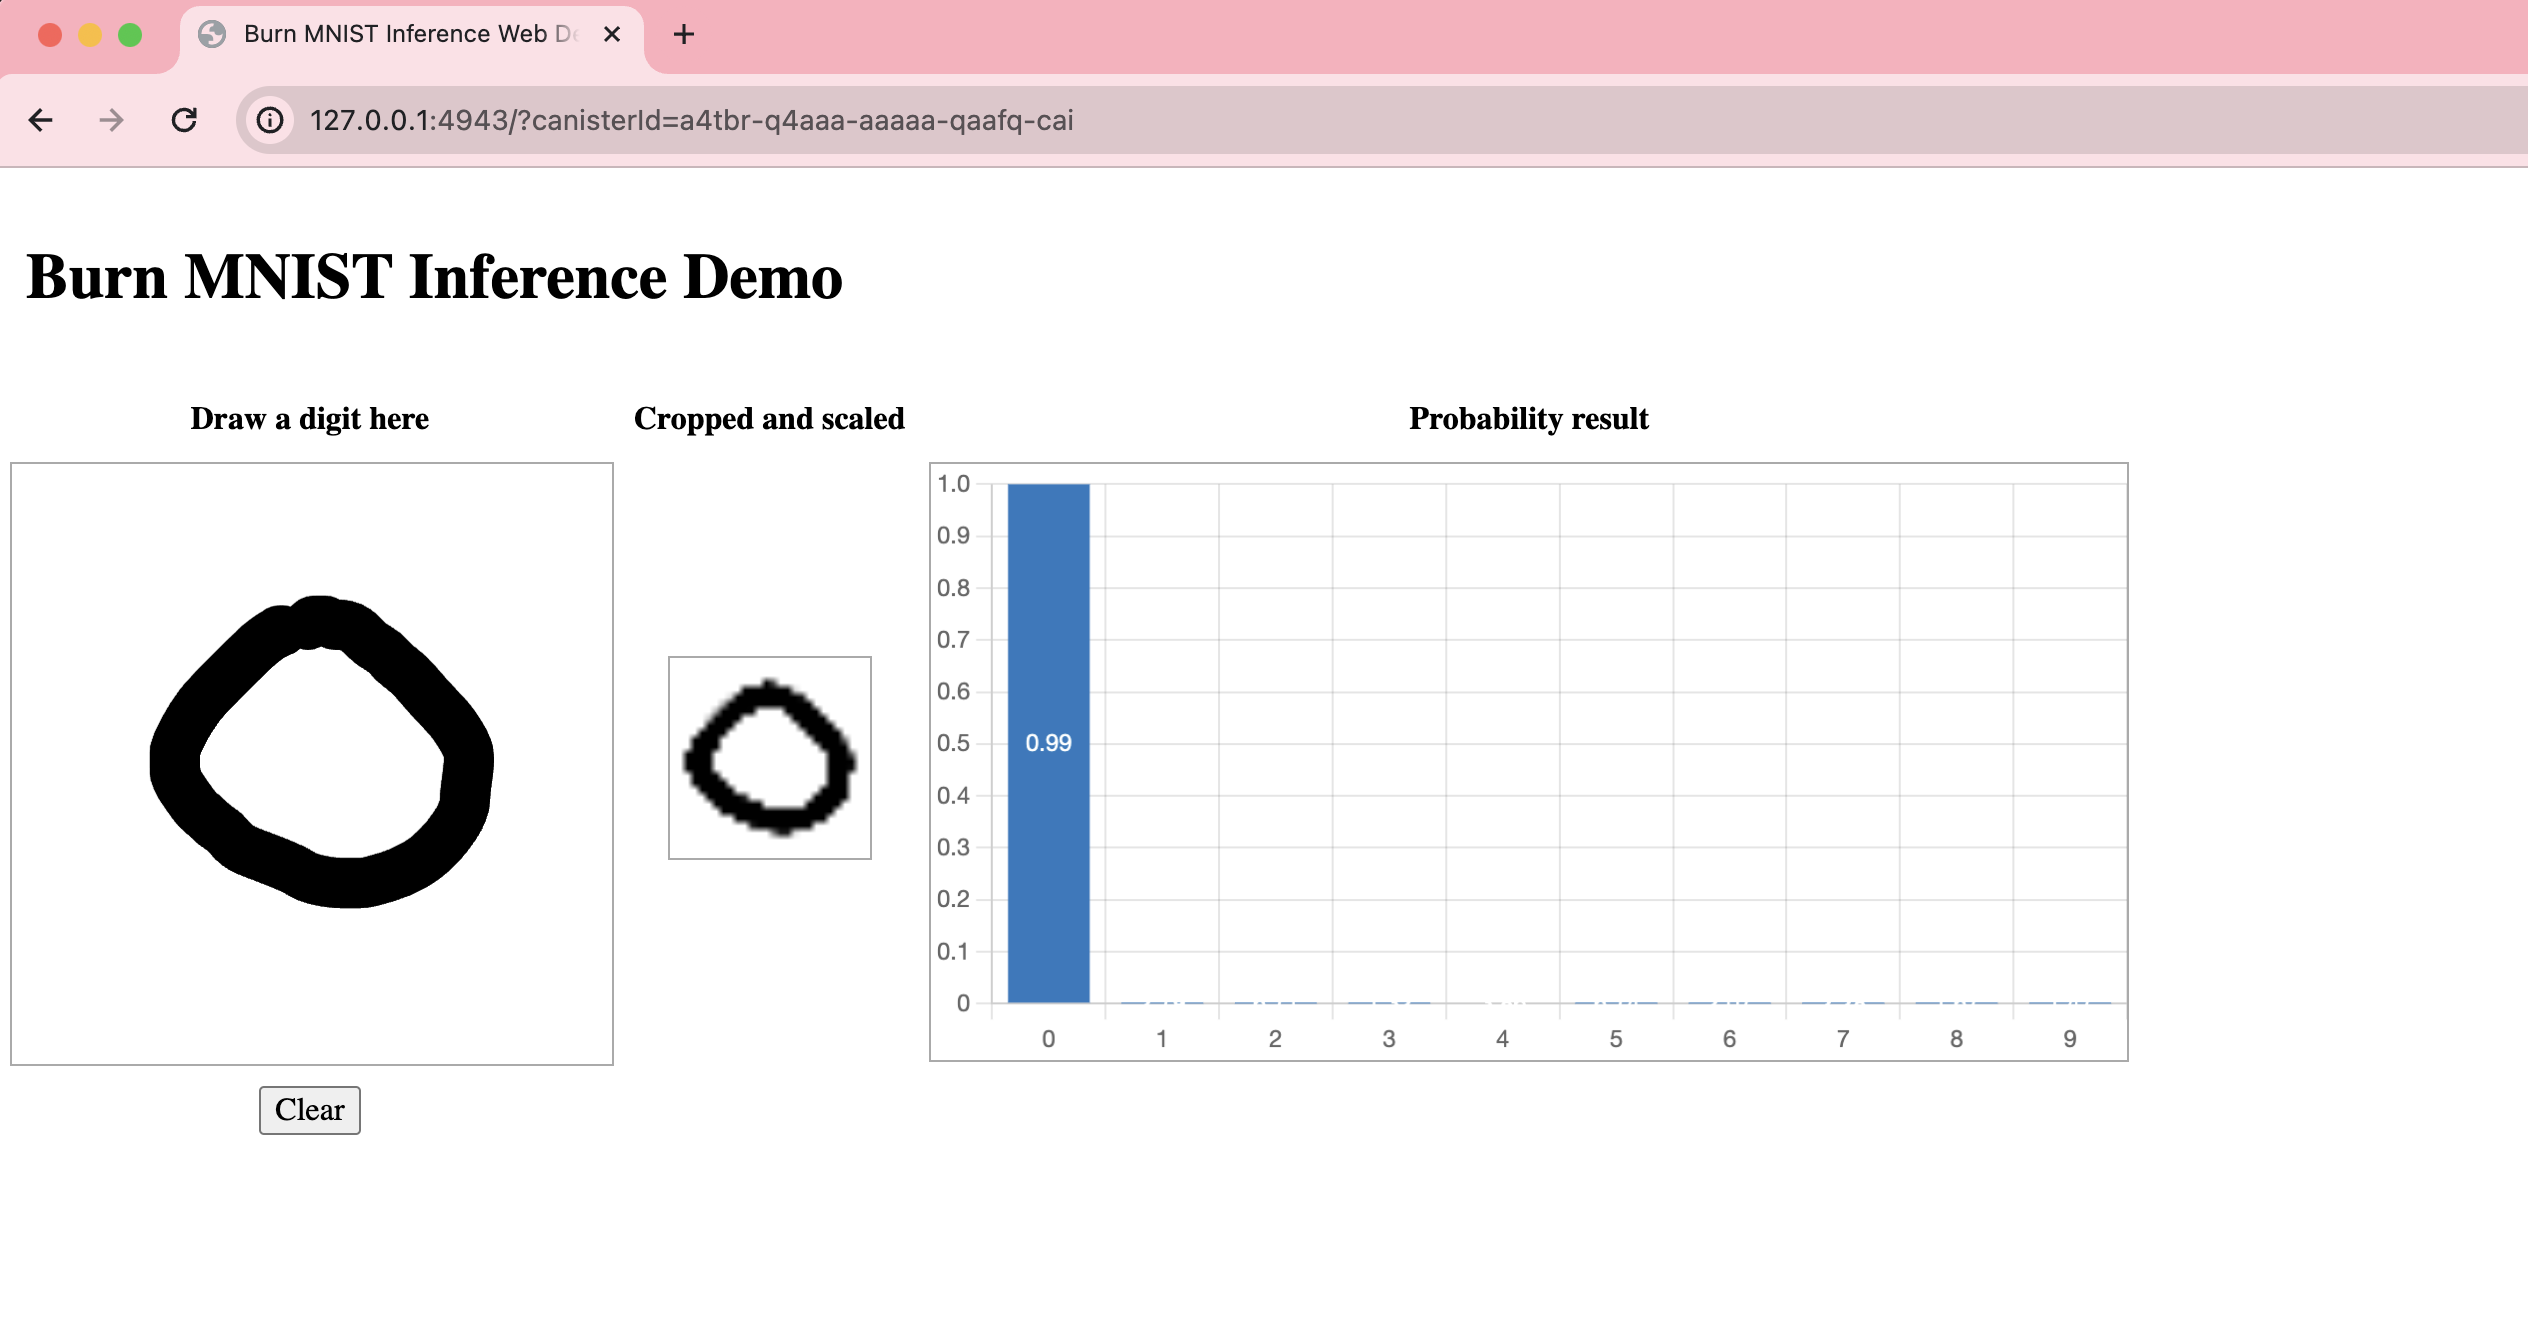 Burn MNIST Inference Web
127.0.0.1:4943/?canisterId=a4tbr-q4aaa-aaaaa-qaafq-cai
Burn MNIST Inference Demo
Draw a digit here
Cropped and scaled
Probability result
1.0
0.9
0.8
0.7
0.6
0.5
0.4
0.3
0.2
0.1
0
0.99
0 1 2 3 4 5 6 7 8 9
Clear